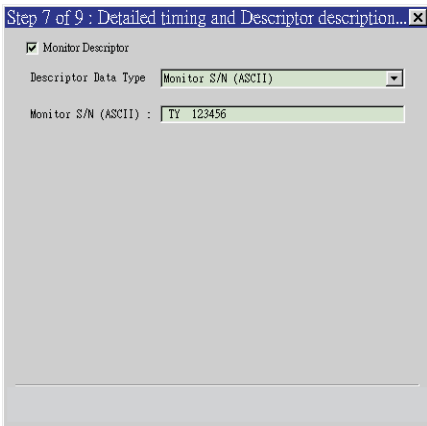 Step 7 of 9 : Detailed timing and Descriptor description...
Monitor Descriptor
Descriptor Data Type Monitor S/N (ASCII)
Monitor S/N (ASCII) : TY 123456